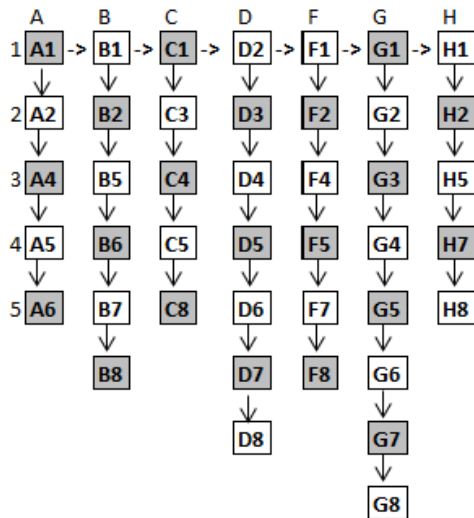 A B C D F G H
1 A1 -> B1 -> C1 -> D2 -> F1 -> G1 -> H1
2 A2 B2 C3 D3 F2 G2 H2
3 A4 B5 C4 D4 F4 G3 H5
4 A5 B6 C5 D5 F5 G4 H7
5 A6 B7 C8 D6 F7 G5 H8
B8 D7 F8 G6
D8 G7
G8